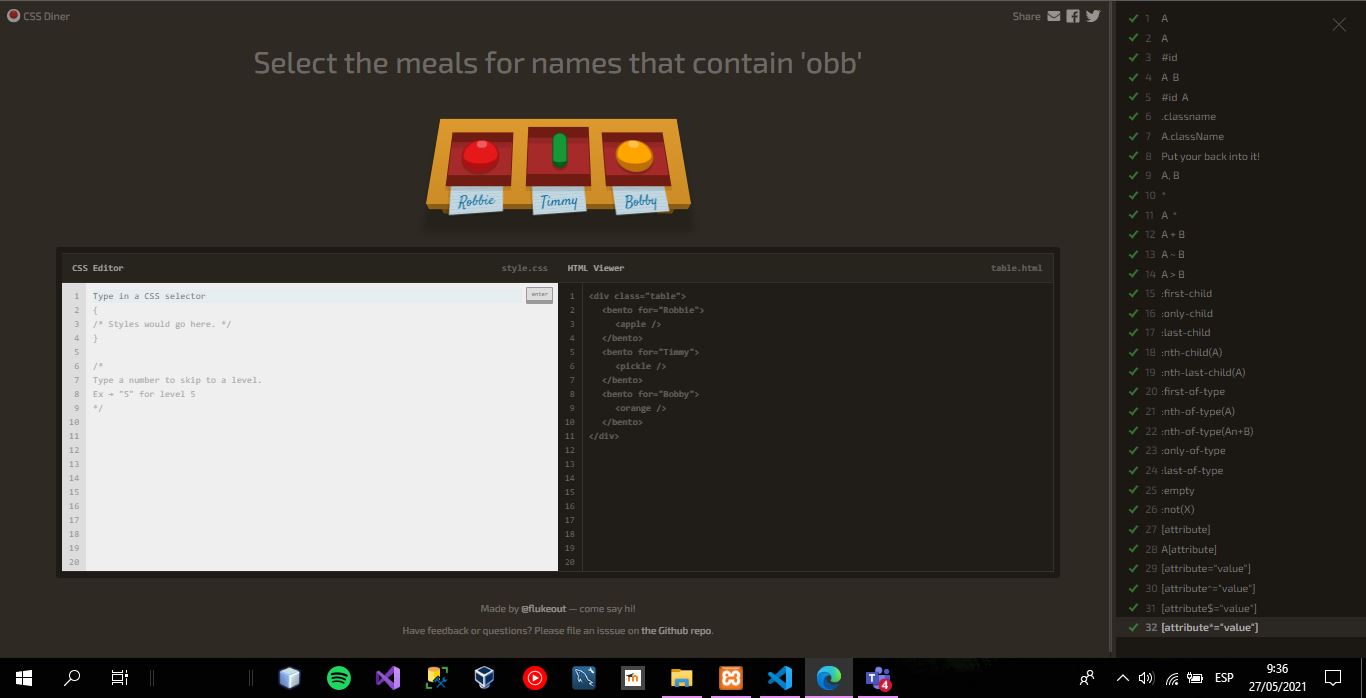 CSS Diner
Share
Select the meals for names that contain 'obb'
Robbie
Timmy
Bobby
CSS Editor
style.css
1 Type in a CSS selector
enter
2 {
3 /* Styles would go here. */
4 }
5
6 /*
7 Type a number to skip to a level.
8 Ex → "5" for level 5
9 */
10
11
12
13
14
15
16
17
18
19
20
HTML Viewer
table.html
1 <div class="table">
2 <bento for="Robbie">
3 <apple />
4 </bento>
5 <bento for="Timmy">
6 <pickle />
7 </bento>
8 <bento for="Bobby">
9 <orange />
10 </bento>
11 </div>
12
13
14
15
16
17
18
19
20
Made by @flukeout — come say hi!
Have feedback or questions? Please file an isssue on the Github repo.
1 A
2 A
3 #id
4 A B
5 #id A
6 .classname
7 A.className
8 Put your back into it!
9 A, B
10 *
11 A *
12 A + B
13 A ~ B
14 A > B
15 :first-child
16 :only-child
17 :last-child
18 :nth-child(A)
19 :nth-last-child(A)
20 :first-of-type
21 :nth-of-type(A)
22 :nth-of-type(An+B)
23 :only-of-type
24 :last-of-type
25 :empty
26 :not(X)
27 [attribute]
28 A[attribute]
29 [attribute="value"]
30 [attribute^="value"]
31 [attribute$="value"]
32 [attribute*="value"]
T
4
ESP
9:36
27/05/2021